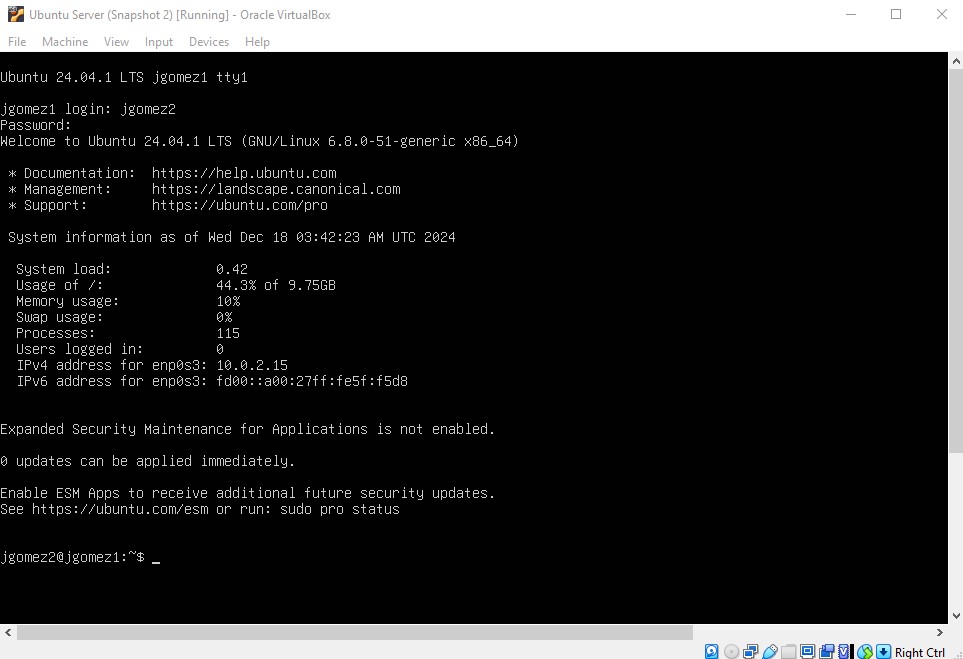 Ubuntu Server (Snapshot 2) [Running] - Oracle VirtualBox
File Machine View Input Devices Help
Ubuntu 24.04.1 LTS jgomez1 tty1
jgomez1 login: jgomez2
Password:
Welcome to Ubuntu 24.04.1 LTS (GNU/Linux 6.8.0-51-generic x86_64)
* Documentation: https://help.ubuntu.com
* Management: https://landscape.canonical.com
* Support: https://ubuntu.com/pro
System information as of Wed Dec 18 03:42:23 AM UTC 2024
System load: 0.42
Usage of /: 44.3% of 9.75GB
Memory usage: 10%
Swap usage: 0%
Processes: 115
Users logged in: 0
IPv4 address for enp0s3: 10.0.2.15
IPv6 address for enp0s3: fd00::a00:27ff:fe5f:f5d8
Expanded Security Maintenance for Applications is not enabled.
0 updates can be applied immediately.
Enable ESM Apps to receive additional future security updates.
See https://ubuntu.com/esm or run: sudo pro status
jgomez2@jgomez1:~$ _
Right Ctrl